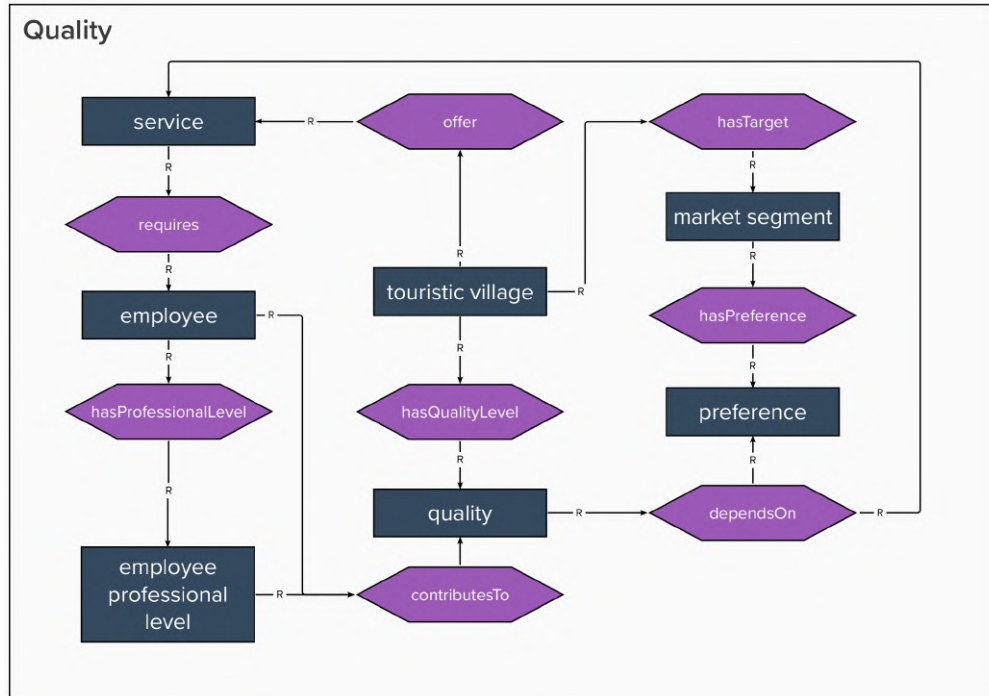 Quality
service
R
offer
hasTarget
R
R
requires
market segment
R
R
R
touristic village
R
employee
R
hasPreference
R
R
R
hasProfessionalLevel
hasQualityLevel
preference
R
R
R
quality
R
dependsOn
R
employee
professional
level
R
contributesTo